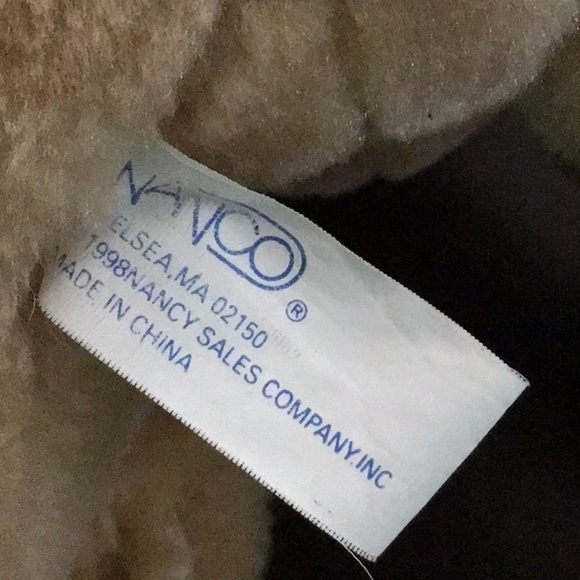 NANCO
®
ELSEA, MA 02150
1998NANCY SALES COMPANY.INC
MADE IN CHINA